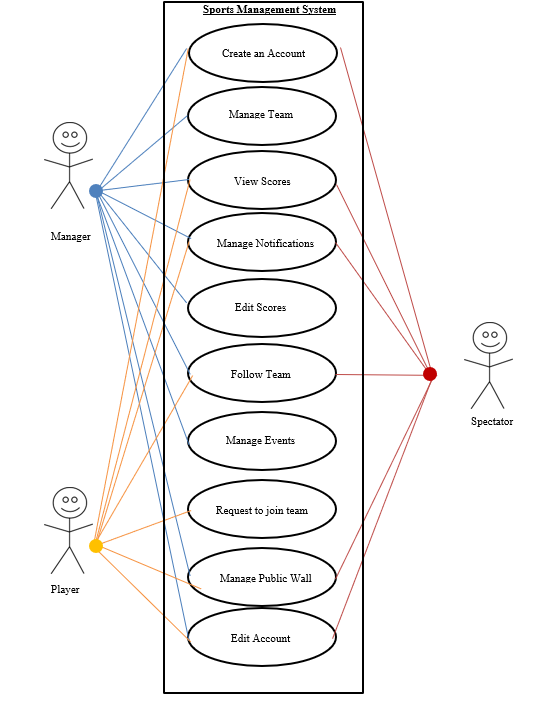 Sports Management System
Create an Account
Manage Team
View Scores
Manager
Manage Notifications
Edit Scores
Follow Team
Spectator
Manage Events
Request to join team
Manage Public Wall
Player
Edit Account